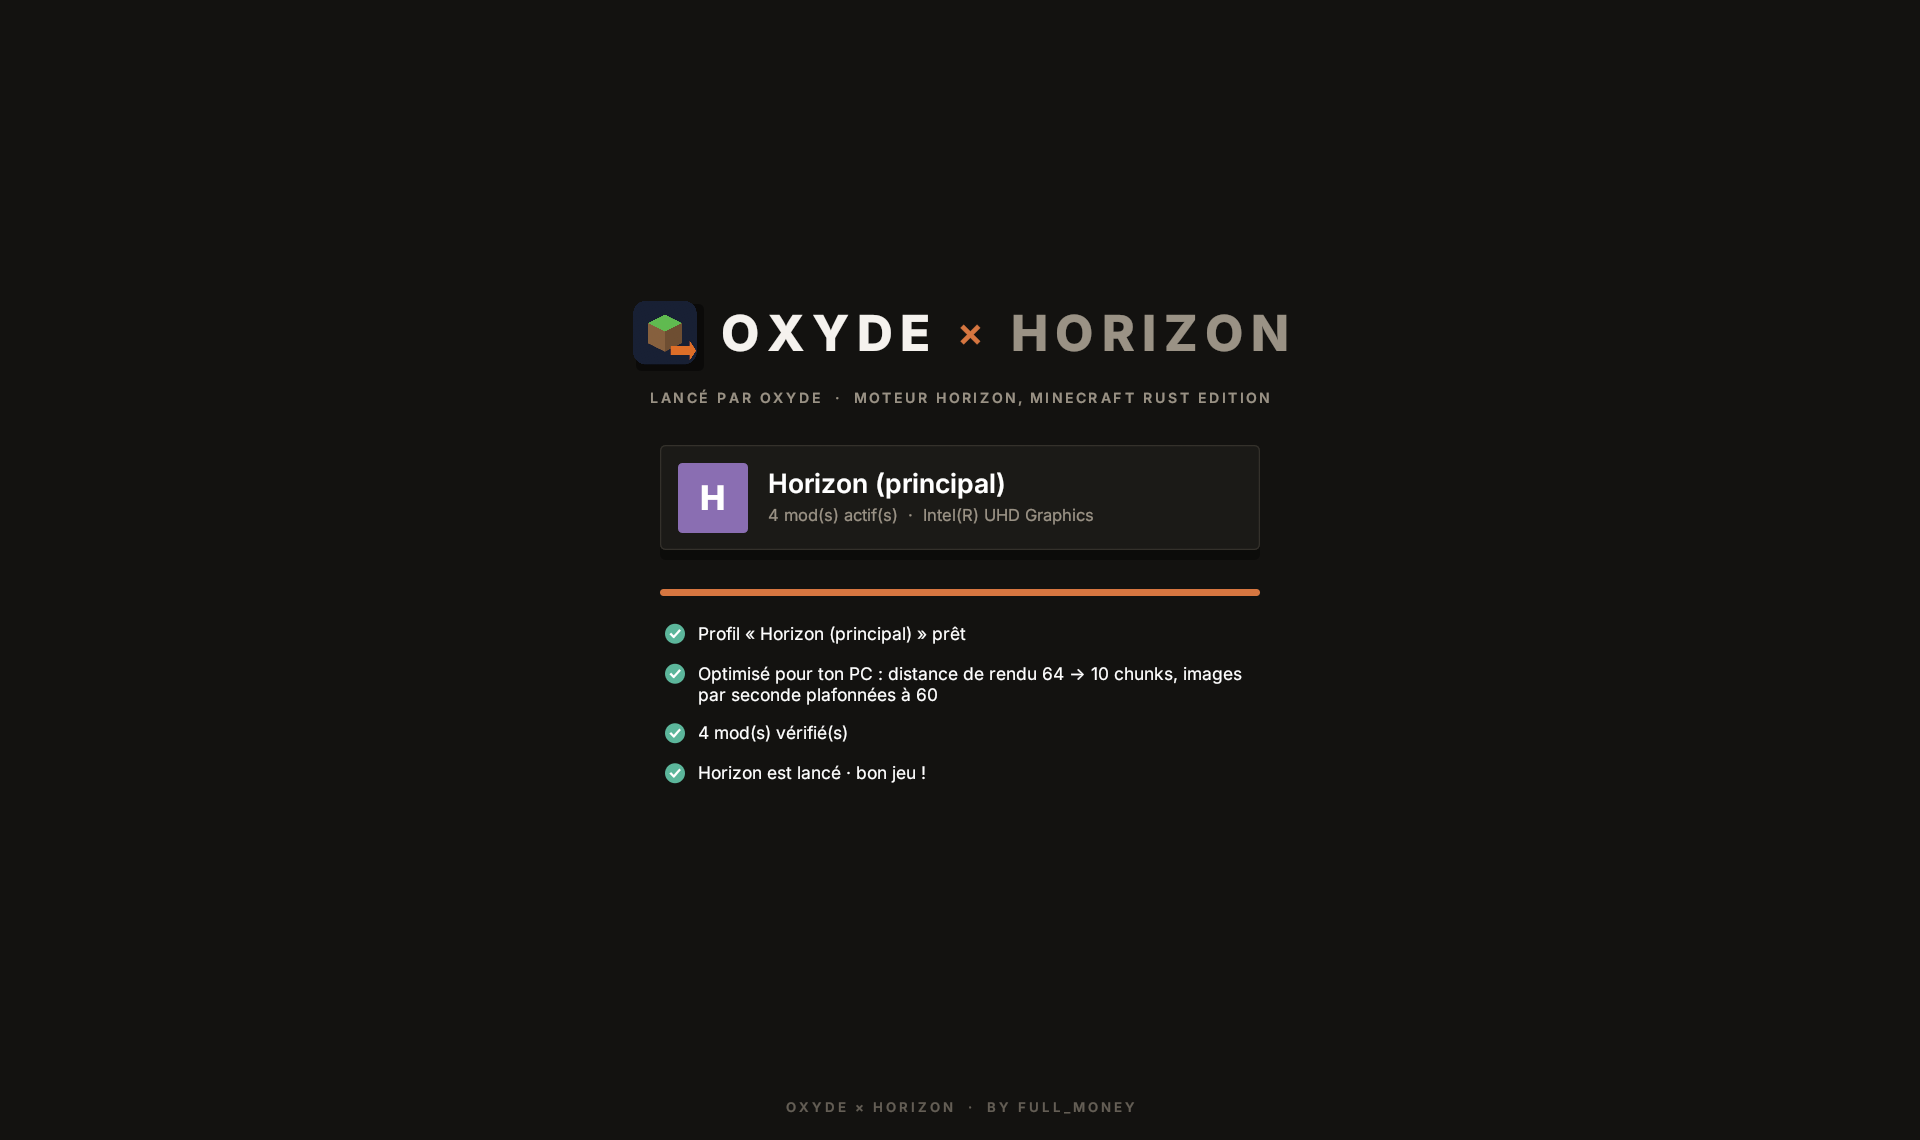 OXYDE × HORIZON
LANCÉ PAR OXYDE · MOTEUR HORIZON, MINECRAFT RUST EDITION
H
Horizon (principal)
4 mod(s) actif(s) · Intel(R) UHD Graphics
Profil « Horizon (principal) » prêt
Optimisé pour ton PC : distance de rendu 64 → 10 chunks, images
par seconde plafonnées à 60
4 mod(s) vérifié(s)
Horizon est lancé · bon jeu !
OXYDE × HORIZON · BY FULL_MONEY